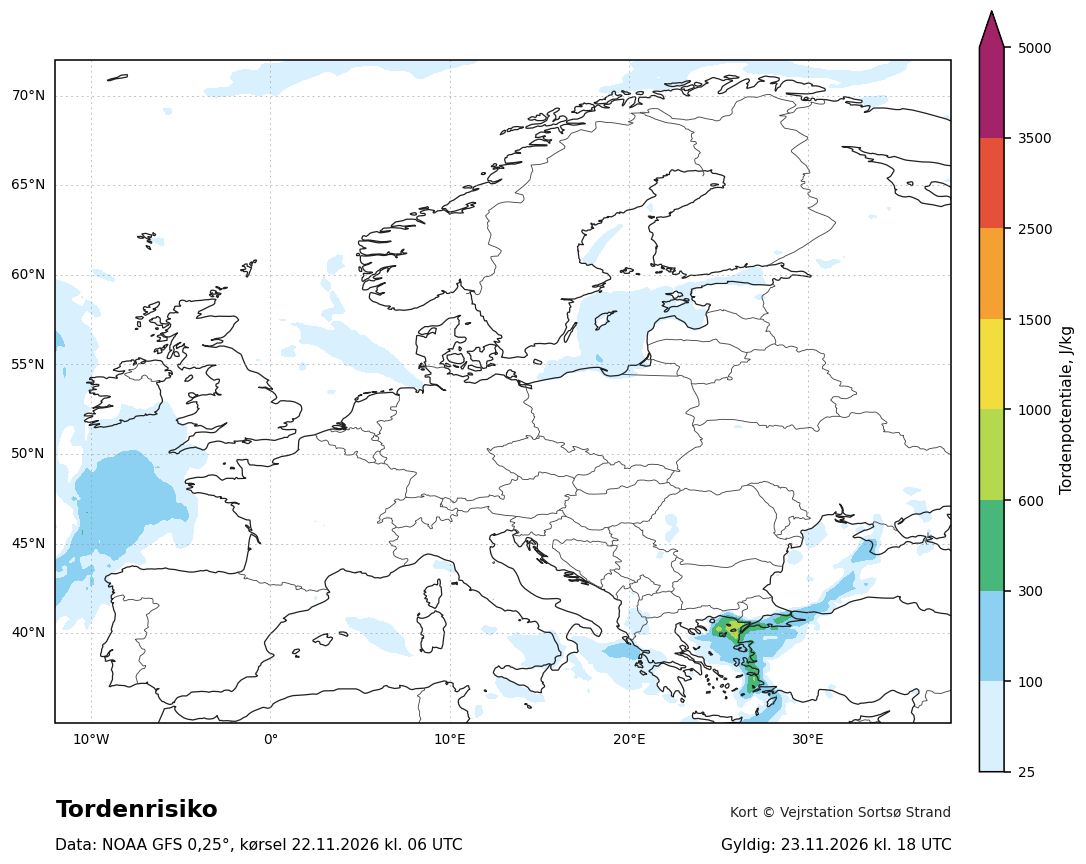 70°N
65°N
60°N
55°N
50°N
45°N
40°N
10°W
0°
10°E
20°E
30°E
5000
3500
2500
1500
1000
600
300
100
25
Tordenpotentiale, J/kg
Tordenrisiko
Kort © Vejrstation Sortsø Strand
Data: NOAA GFS 0,25°, kørsel 22.11.2026 kl. 06 UTC
Gyldig: 23.11.2026 kl. 18 UTC